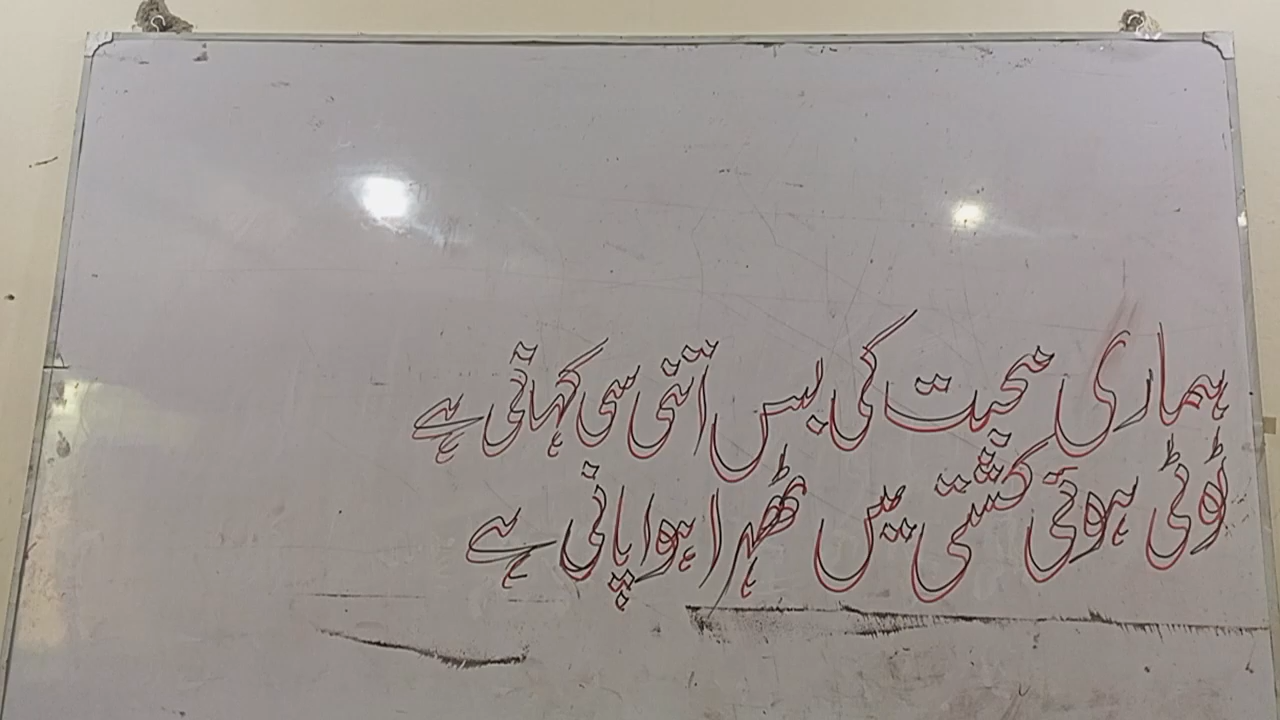 ہماری محبت کی بس اتنی سی کہانی ہے
ٹوٹی ہوئی کشتی میں ٹھہرا ہوا پانی ہے